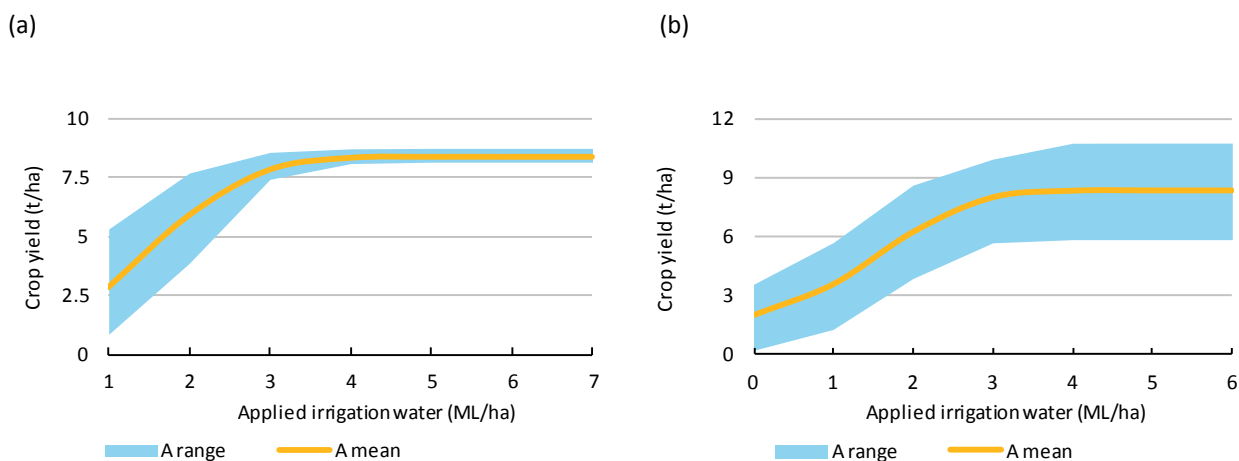 (a)
Crop yield (t/ha)
10
7.5
5
2.5
0
1 2 3 4 5 6 7
Applied irrigation water (ML/ha)
A range A mean
(b)
Crop yield (t/ha)
12
9
6
3
0
0 1 2 3 4 5 6
Applied irrigation water (ML/ha)
A range A mean